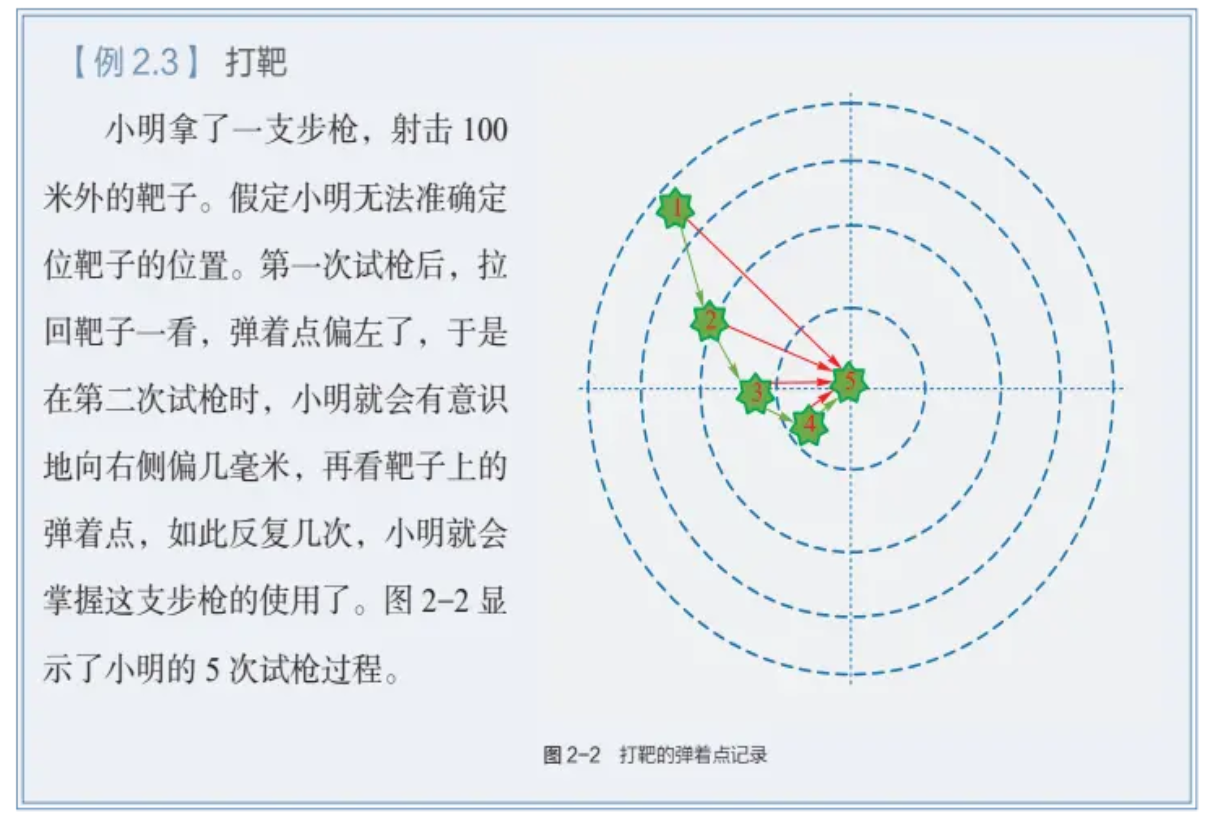 【例 2.3】 打靶
小明拿了一支步枪，射击 100
米外的靶子。假定小明无法准确定
位靶子的位置。第一次试枪后，拉
回靶子一看，弹着点偏左了，于是
在第二次试枪时，小明就会有意识
地向右侧偏几毫米，再看靶子上的
弹着点，如此反复几次，小明就会
掌握这支步枪的使用了。图 2-2 显
示了小明的 5 次试枪过程。
1
2
3
4
5
图 2-2 打靶的弹着点记录